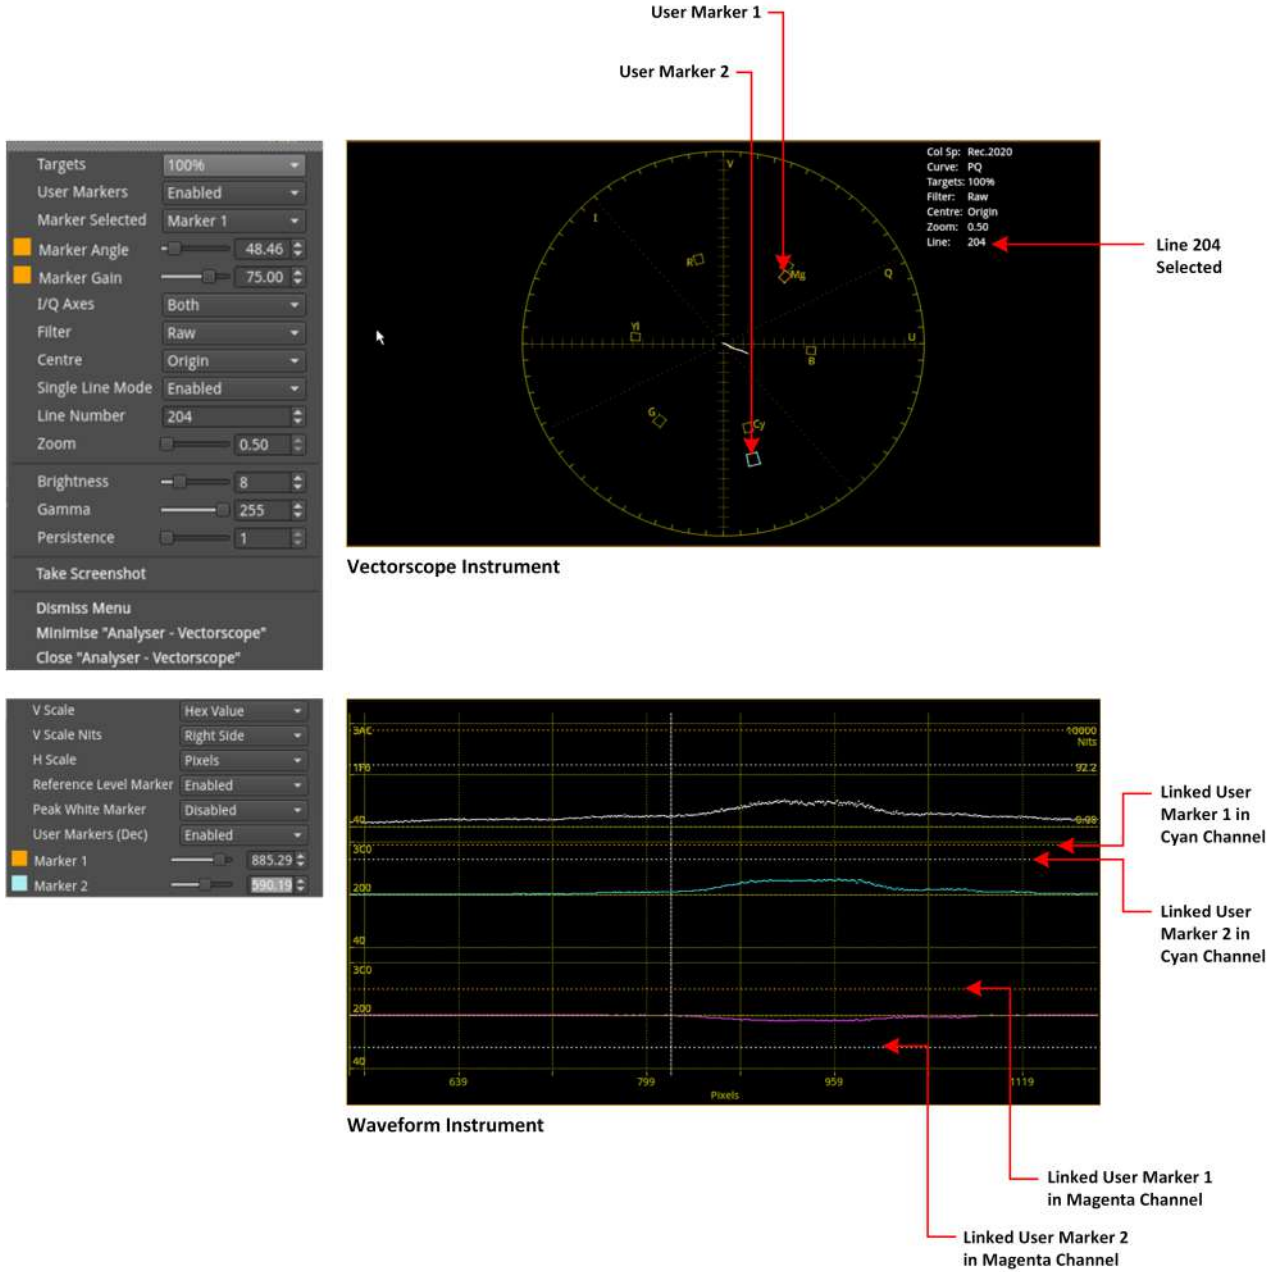 User Marker 1
User Marker 2
Targets 100%
User Markers Enabled
Marker Selected Marker 1
Marker Angle 48.46
Marker Gain 75.00
I/Q Axes Both
Filter Raw
Centre Origin
Single Line Mode Enabled
Line Number 204
Zoom 0.50
Brightness 8
Gamma 255
Persistence 1
Take Screenshot
Dismiss Menu
Minimise "Analyser - Vectorscope"
Close "Analyser - Vectorscope"
V
I
R
Mg
Q
Yl
U
B
G
Cy
Col Sp: Rec.2020
Curve: PQ
Targets: 100%
Filter: Raw
Centre: Origin
Zoom: 0.50
Line: 204
Line 204
Selected
Vectorscope Instrument
V Scale Hex Value
V Scale Nits Right Side
H Scale Pixels
Reference Level Marker Enabled
Peak White Marker Disabled
User Markers (Dec) Enabled
Marker 1 885.29
Marker 2 590.19
3AC 10000
Nits
1F6 92.2
40
3C0
200
40
3C0
200
40
639 799 959 1119
Pixels
Linked User
Marker 1 in
Cyan Channel
Linked User
Marker 2 in
Cyan Channel
Waveform Instrument
Linked User Marker 1
in Magenta Channel
Linked User Marker 2
in Magenta Channel